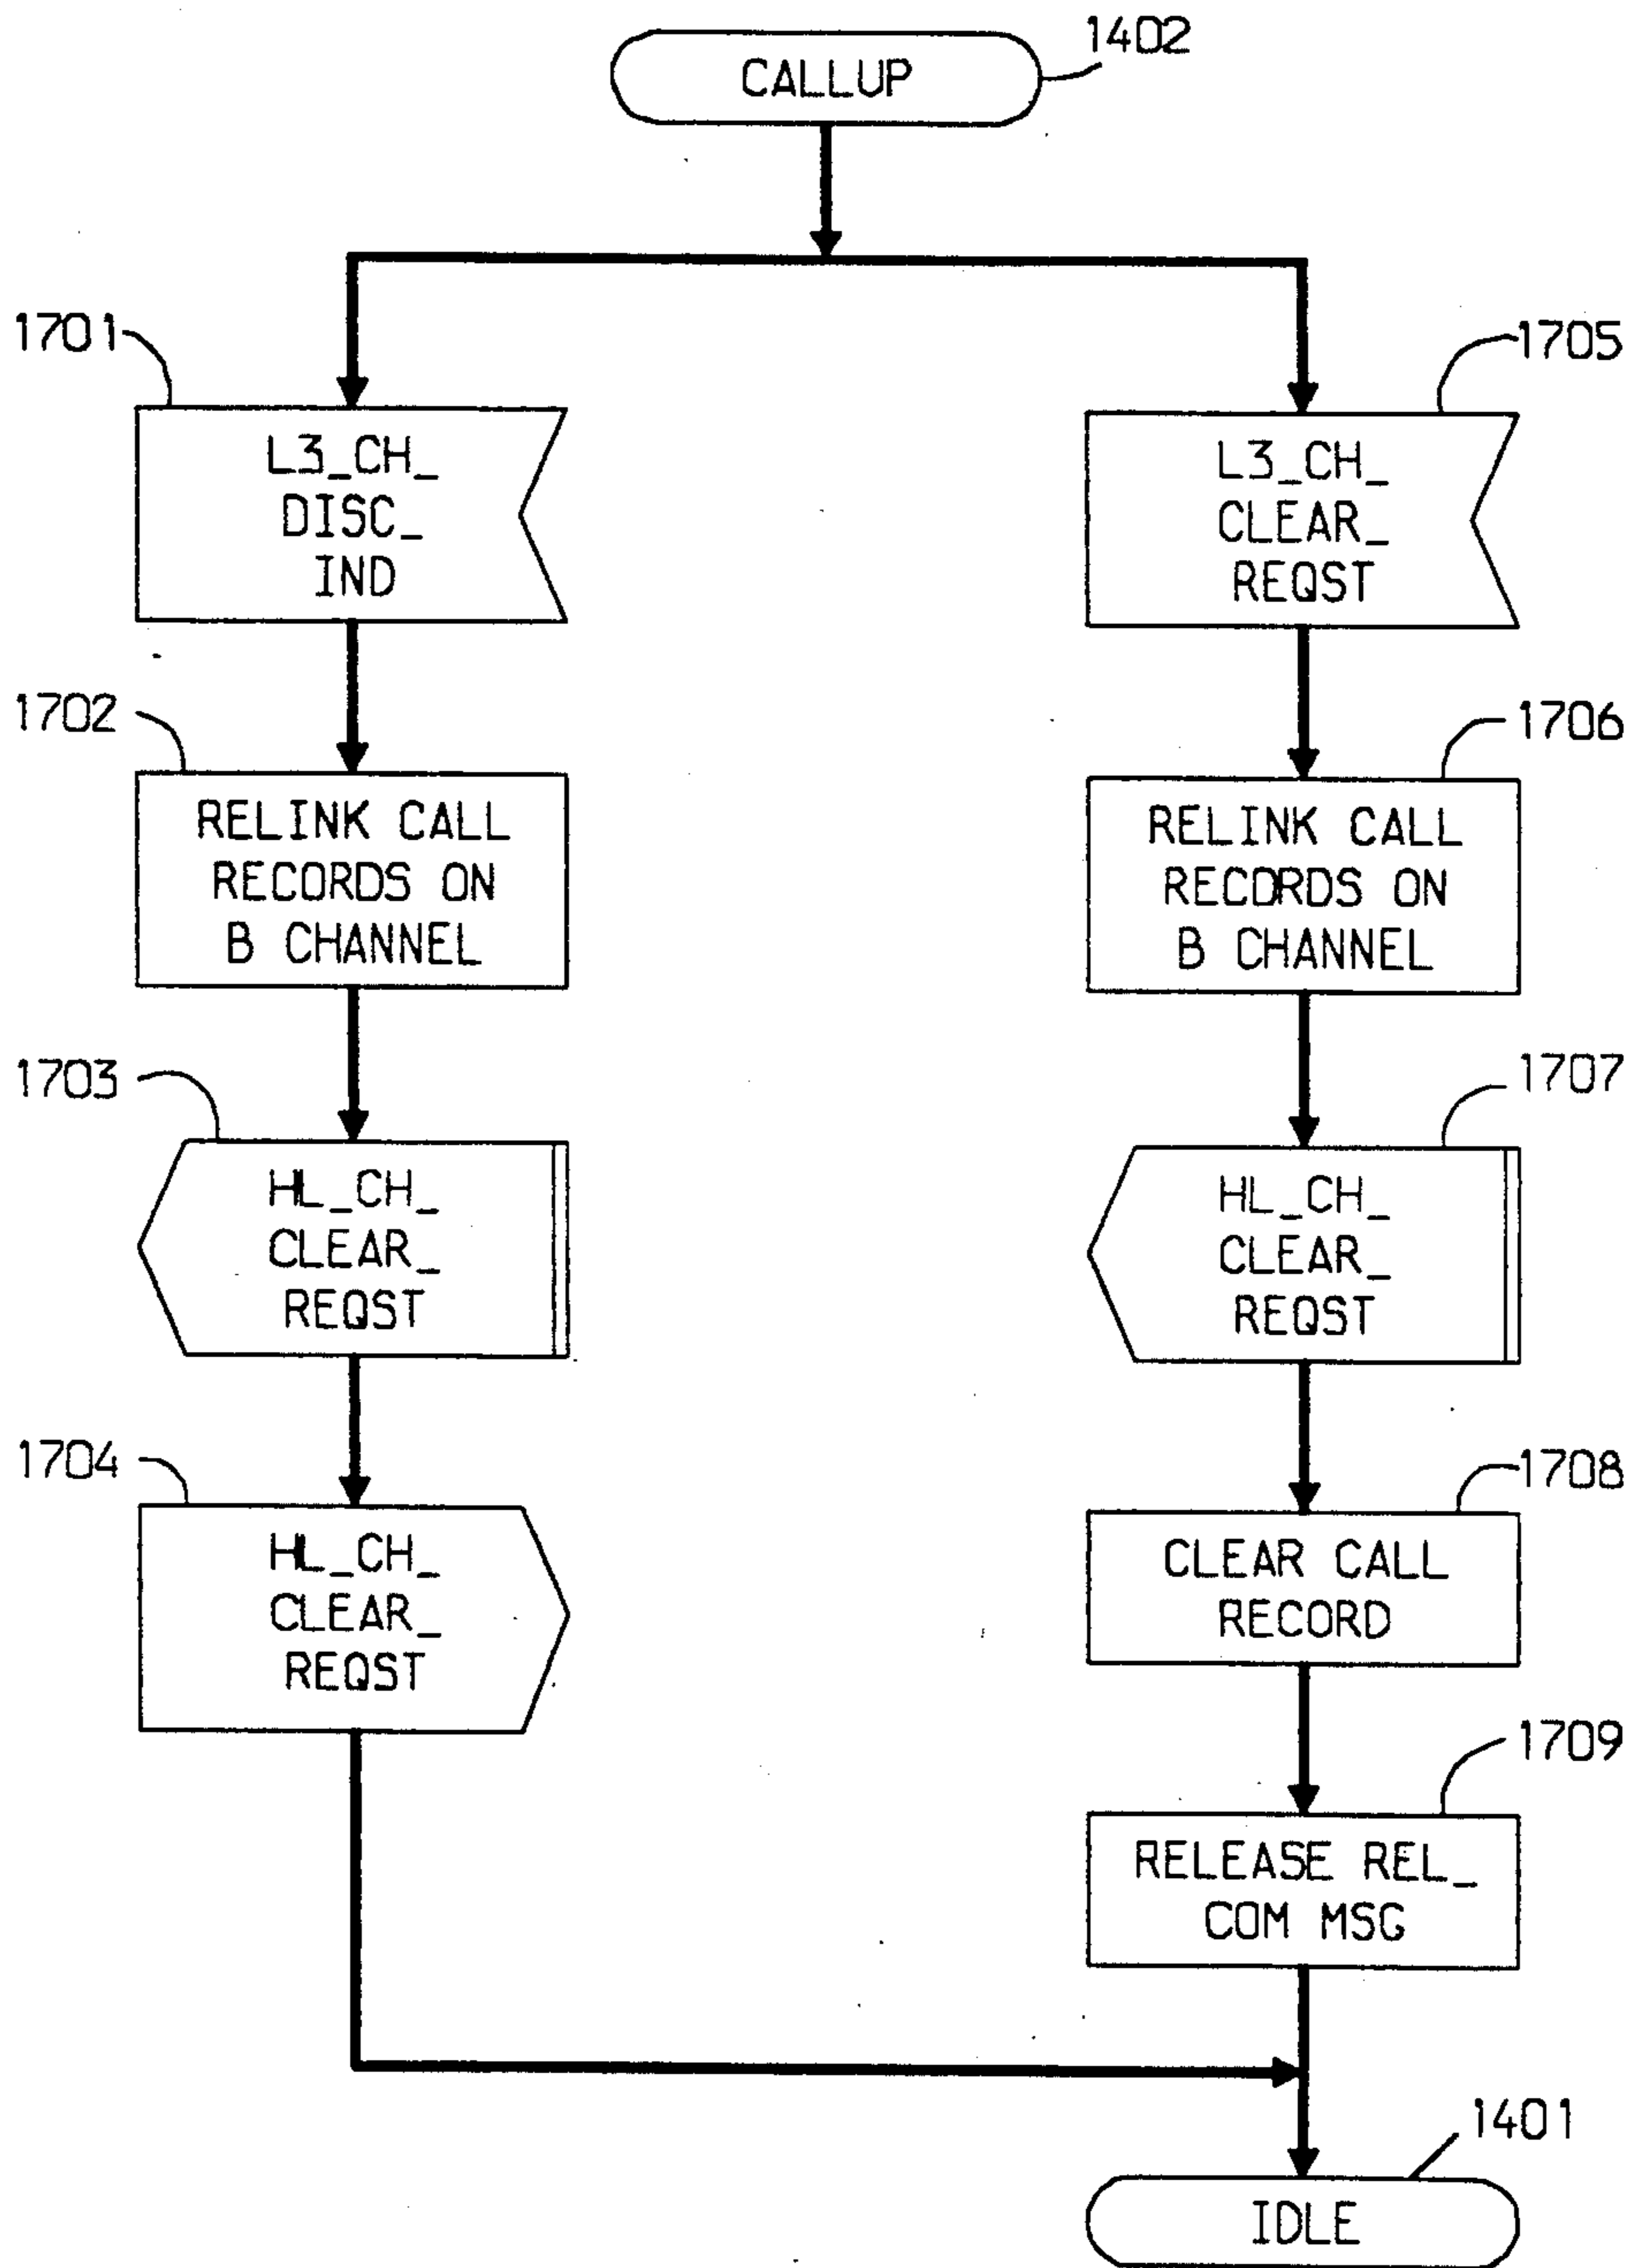 1402
CALLUP
1701
L3_CH_
DISC_
IND
1702
RELINK CALL
RECORDS ON
B CHANNEL
1703
HL_CH_
CLEAR_
REQST
1704
HL_CH_
CLEAR_
REQST
1705
L3_CH_
CLEAR_
REQST
1706
RELINK CALL
RECORDS ON
B CHANNEL
1707
HL_CH_
CLEAR_
REQST
1708
CLEAR CALL
RECORD
1709
RELEASE REL_
COM MSG
1401
IDLE